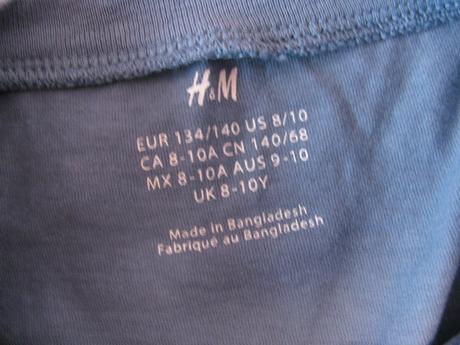 H&M
EUR 134/140 US 8/10
CA 8-10A CN 140/68
MX 8-10A AUS 9-10
UK 8-10Y
Made in Bangladesh
Fabriqué au Bangladesh